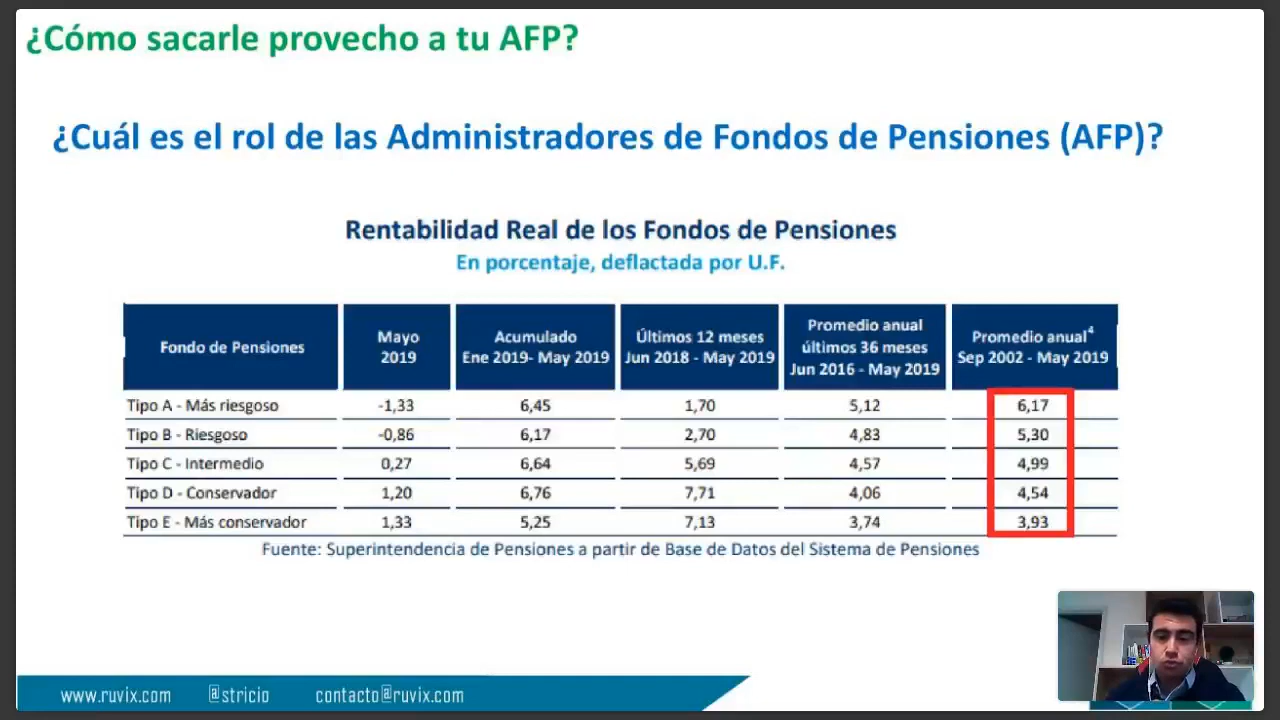 ¿Cómo sacarle provecho a tu AFP?
¿Cuál es el rol de las Administradores de Fondos de Pensiones (AFP)?
Rentabilidad Real de los Fondos de Pensiones
En porcentaje, deflactada por U.F.
Fondo de Pensiones
Mayo
2019
Acumulado
Ene 2019- May 2019
Últimos 12 meses
Jun 2018 - May 2019
Promedio anual
últimos 36 meses
Jun 2016 - May 2019
Promedio anual⁴
Sep 2002 - May 2019
Tipo A - Más riesgoso -1,33 6,45 1,70 5,12 6,17
Tipo B - Riesgoso -0,86 6,17 2,70 4,83 5,30
Tipo C - Intermedio 0,27 6,64 5,69 4,57 4,99
Tipo D - Conservador 1,20 6,76 7,71 4,06 4,54
Tipo E - Más conservador 1,33 5,25 7,13 3,74 3,93
Fuente: Superintendencia de Pensiones a partir de Base de Datos del Sistema de Pensiones
www.ruvix.com @stricio contacto@ruvix.com